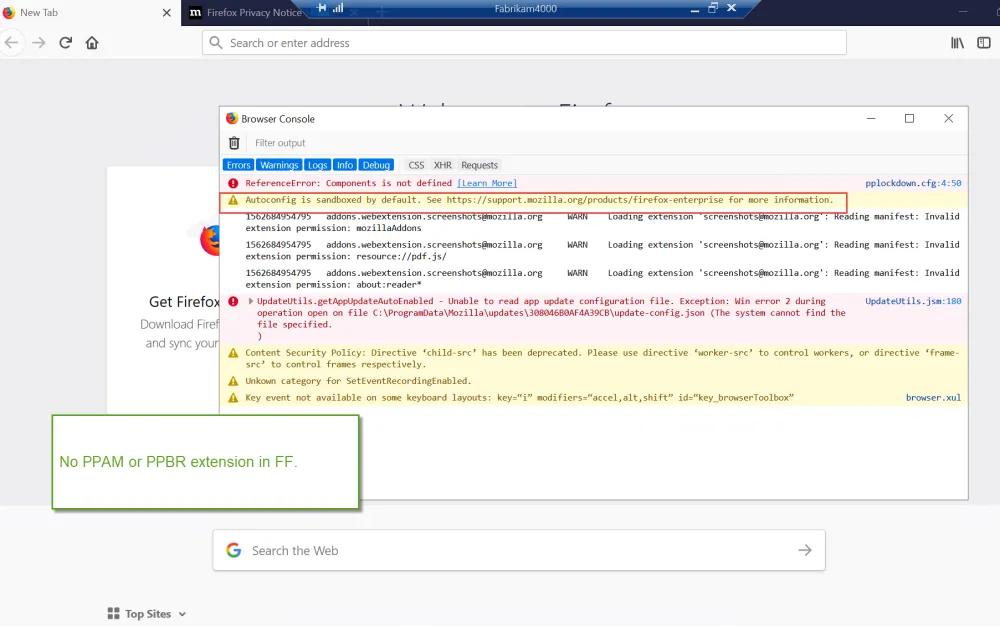 New Tab
Firefox Privacy Notice
Fabrikam4000
Search or enter address
Browser Console
Filter output
Errors Warnings Logs Info Debug CSS XHR Requests
ReferenceError: Components is not defined [Learn More] pplockdown.cfg:4:50
Autoconfig is sandboxed by default. See https://support.mozilla.org/products/firefox-enterprise for more information.
1562684954795 addons.webextension.screenshots@mozilla.org WARN Loading extension 'screenshots@mozilla.org': Reading manifest: Invalid
extension permission: mozillaAddons
1562684954795 addons.webextension.screenshots@mozilla.org WARN Loading extension 'screenshots@mozilla.org': Reading manifest: Invalid
extension permission: resource://pdf.js/
1562684954795 addons.webextension.screenshots@mozilla.org WARN Loading extension 'screenshots@mozilla.org': Reading manifest: Invalid
extension permission: about:reader*
UpdateUtils.getAppUpdateAutoEnabled - Unable to read app update configuration file. Exception: Win error 2 during UpdateUtils.jsm:180
operation open on file C:\ProgramData\Mozilla\updates\308046B0AF4A39CB\update-config.json (The system cannot find the
file specified.
)
Content Security Policy: Directive ‘child-src’ has been deprecated. Please use directive ‘worker-src’ to control workers, or directive ‘frame-
src’ to control frames respectively.
Unkown category for SetEventRecordingEnabled.
Key event not available on some keyboard layouts: key=“i” modifiers=“accel,alt,shift” id=“key_browserToolbox” browser.xul
Get Firefox
Download Firef
and sync your
No PPAM or PPBR extension in FF.
Search the Web
Top Sites